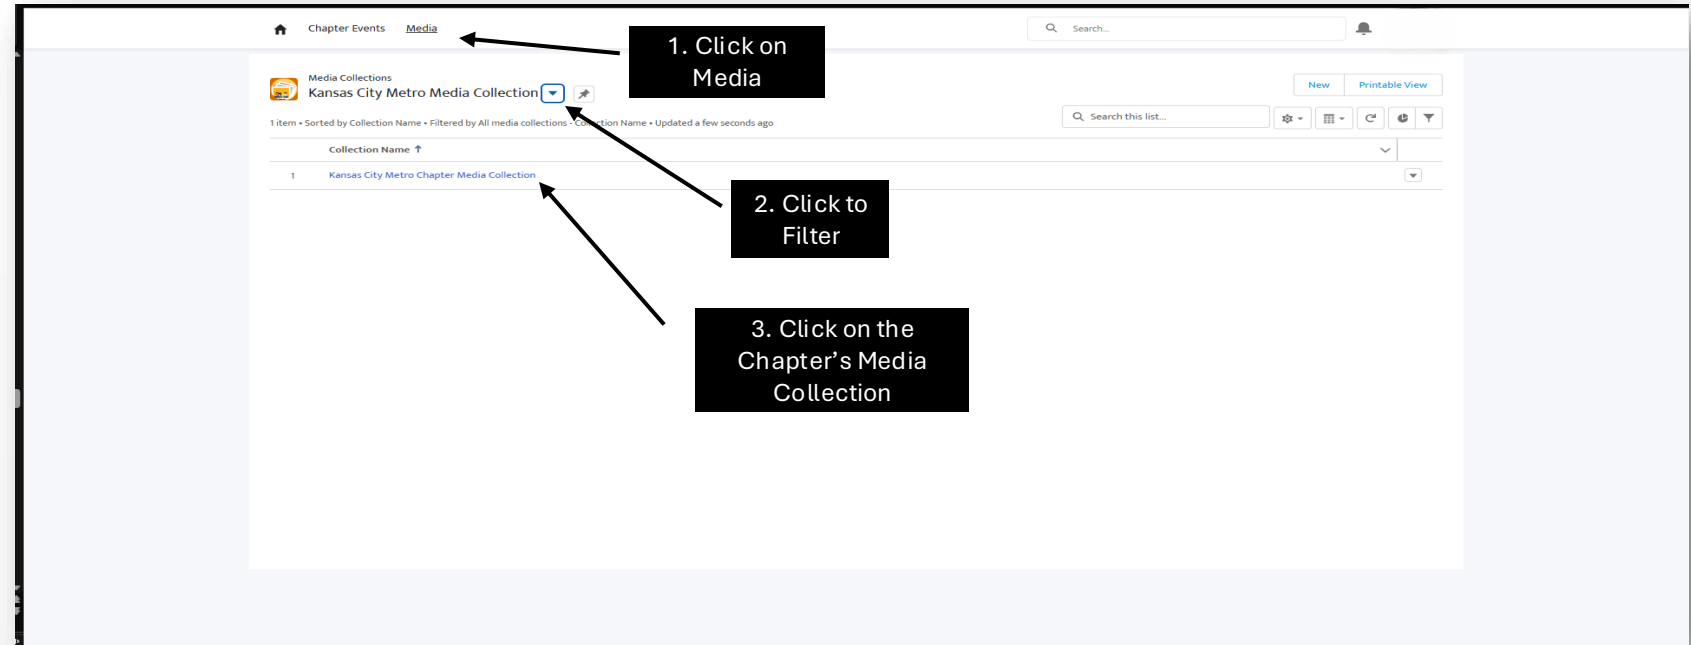 Chapter Events Media
Search...
1. Click on
Media
Media Collections
Kansas City Metro Media Collection
New Printable View
1 item • Sorted by Collection Name • Filtered by All media collections - Collection Name • Updated a few seconds ago
Search this list...
Collection Name ↑
1 Kansas City Metro Chapter Media Collection
2. Click to
Filter
3. Click on the
Chapter’s Media
Collection